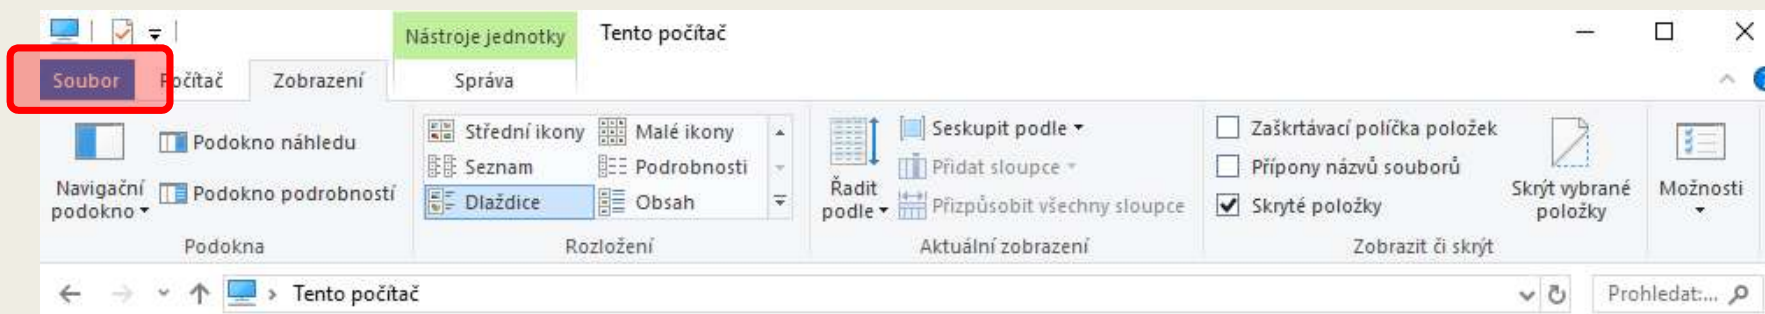 Nástroje jednotky
Tento počítač
Soubor
Počítač
Zobrazení
Správa
Navigační
podokno
Podokno náhledu
Podokno podrobností
Podokna
Střední ikony
Malé ikony
Seznam
Podrobnosti
Dlaždice
Obsah
Rozložení
Řadit
podle
Seskupit podle
Přidat sloupce
Přizpůsobit všechny sloupce
Aktuální zobrazení
Zaškrtávací políčka položek
Přípony názvů souborů
Skryté položky
Skrýt vybrané
položky
Zobrazit či skrýt
Možnosti
Tento počítač
Prohledat:...